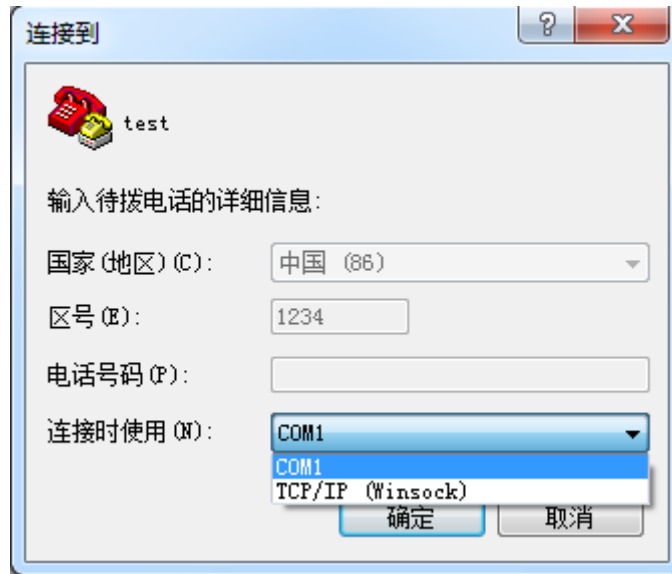 连接到
test
输入待拨电话的详细信息:
国家(地区)(C): 中国 (86)
区号(E): 1234
电话号码(P):
连接时使用(N): COM1
COM1
TCP/IP (Winsock)
确定 取消